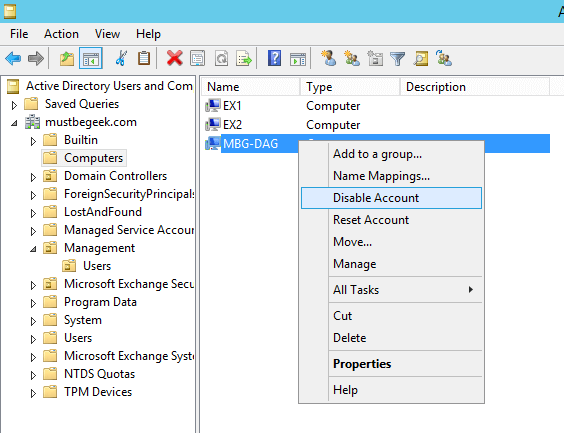 A
File Action View Help
Active Directory Users and Com
Saved Queries
mustbegeek.com
Builtin
Computers
Domain Controllers
ForeignSecurityPrincipals
LostAndFound
Managed Service Accour
Management
Users
Microsoft Exchange Secu
Program Data
System
Users
Microsoft Exchange Syste
NTDS Quotas
TPM Devices
Name Type Description
EX1 Computer
EX2 Computer
MBG-DAG
Add to a group...
Name Mappings...
Disable Account
Reset Account
Move...
Manage
All Tasks
Cut
Delete
Properties
Help